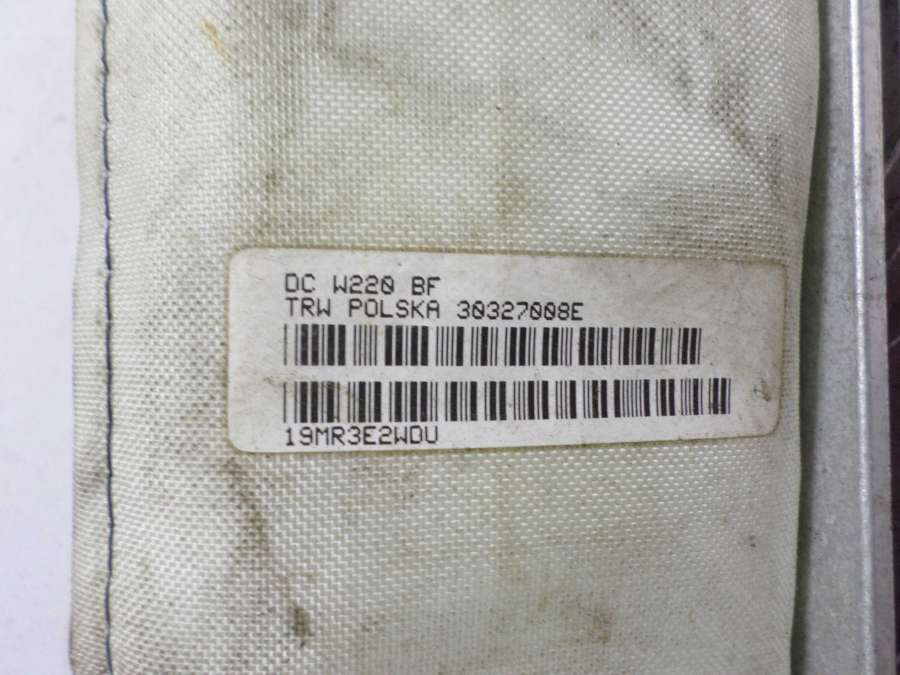 DC W220 BF
TRW POLSKA 30327008E
19MR3E2WDU